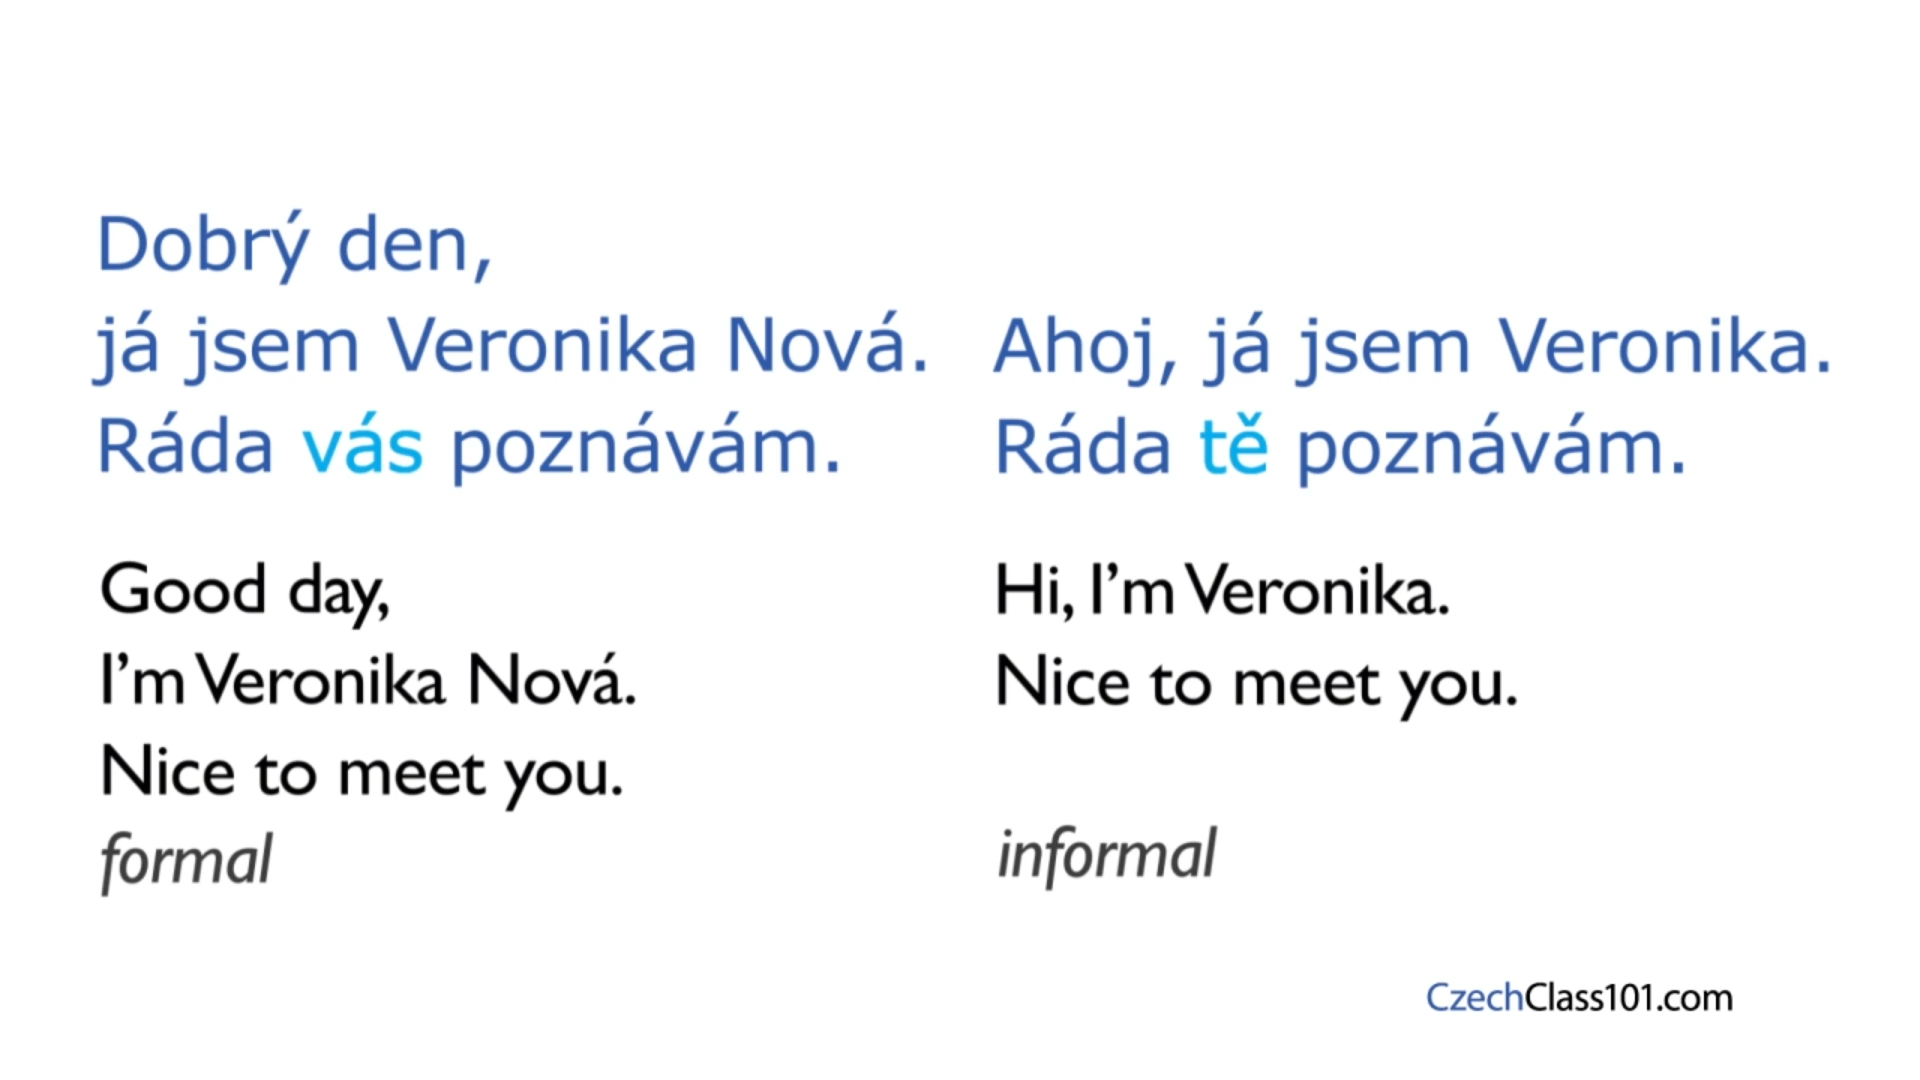 Dobrý den,
já jsem Veronika Nová.
Ráda vás poznávám.
Good day,
I'm Veronika Nová.
Nice to meet you.
formal
Ahoj, já jsem Veronika.
Ráda tě poznávám.
Hi, I'm Veronika.
Nice to meet you.
informal
CzechClass101.com